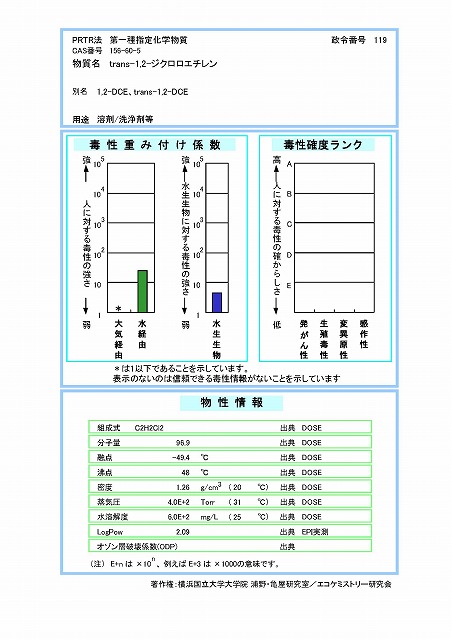 PRTR法　第一種指定化学物質　政令番号　119
CAS番号　156-60-5
物質名　trans-1,2-ジクロロエチレン
別名　1,2-DCE、trans-1,2-DCE
用途　溶剤/洗浄剤等
毒性重み付け係数
強 人に対する毒性の強さ 弱
10^5
10^4
10^3
10^2
10
1
*
大気経由
水経由
強 水生生物に対する毒性の強さ 弱
10^5
10^4
10^3
10^2
10
1
水生生物
毒性確度ランク
高 人に対する毒性の確からしさ 低
A
B
C
D
E
発がん性
生殖毒性
変異原性
感作性
*は1以下であることを示しています。
表示のないのは信頼できる毒性情報がないことを示しています
物性情報
組成式　C2H2Cl2　出典　DOSE
分子量　96.9　出典　DOSE
融点　-49.4　℃　出典　DOSE
沸点　48　℃　出典　DOSE
密度　1.26　g/cm³　(20　℃)　出典　DOSE
蒸気圧　4.0E+2　Torr　(31　℃)　出典　DOSE
水溶解度　6.0E+2　mg/L　(25　℃)　出典　DOSE
LogPow　2.09　出典　EPI実測
オゾン層破壊係数(ODP)　出典
(注)　E+n は ×10^n、例えば E+3 は ×1000の意味です。
著作権:横浜国立大学大学院 浦野・亀屋研究室/エコケミストリー研究会